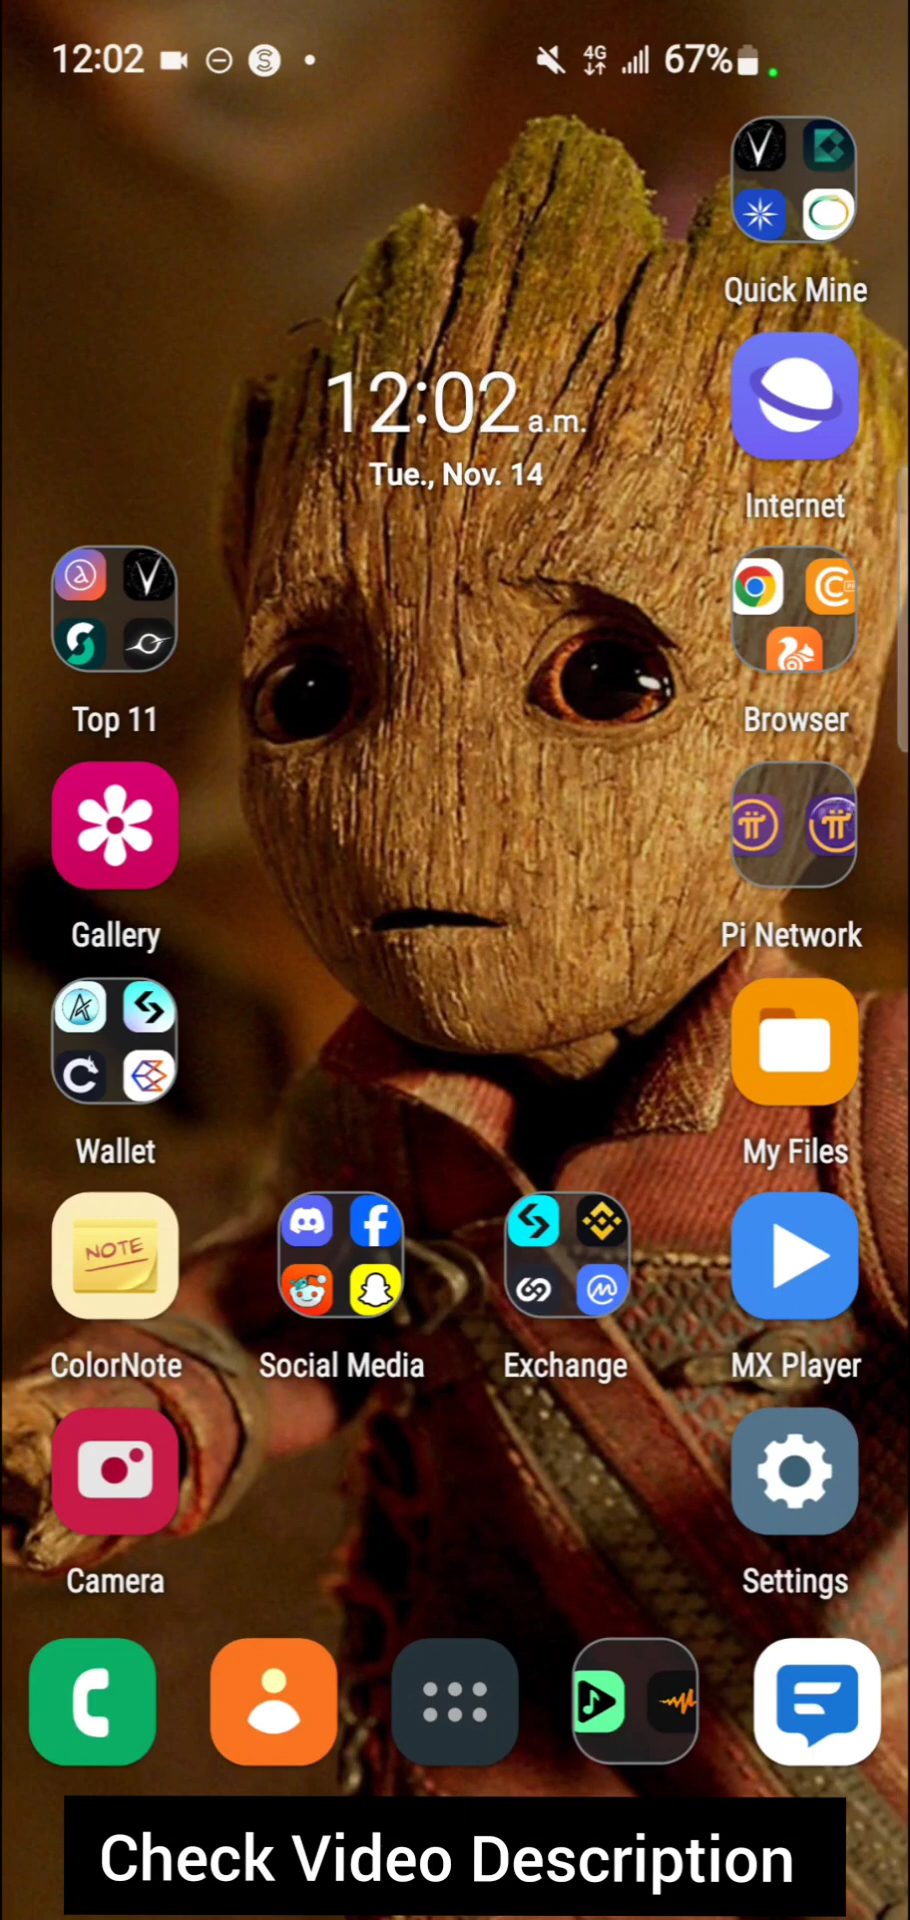 12:02
4G
67%
Quick Mine
12:02 a.m.
Tue., Nov. 14
Internet
Top 11
Browser
Gallery
Pi Network
Wallet
My Files
NOTE
ColorNote
Social Media
Exchange
MX Player
Camera
Settings
Check Video Description